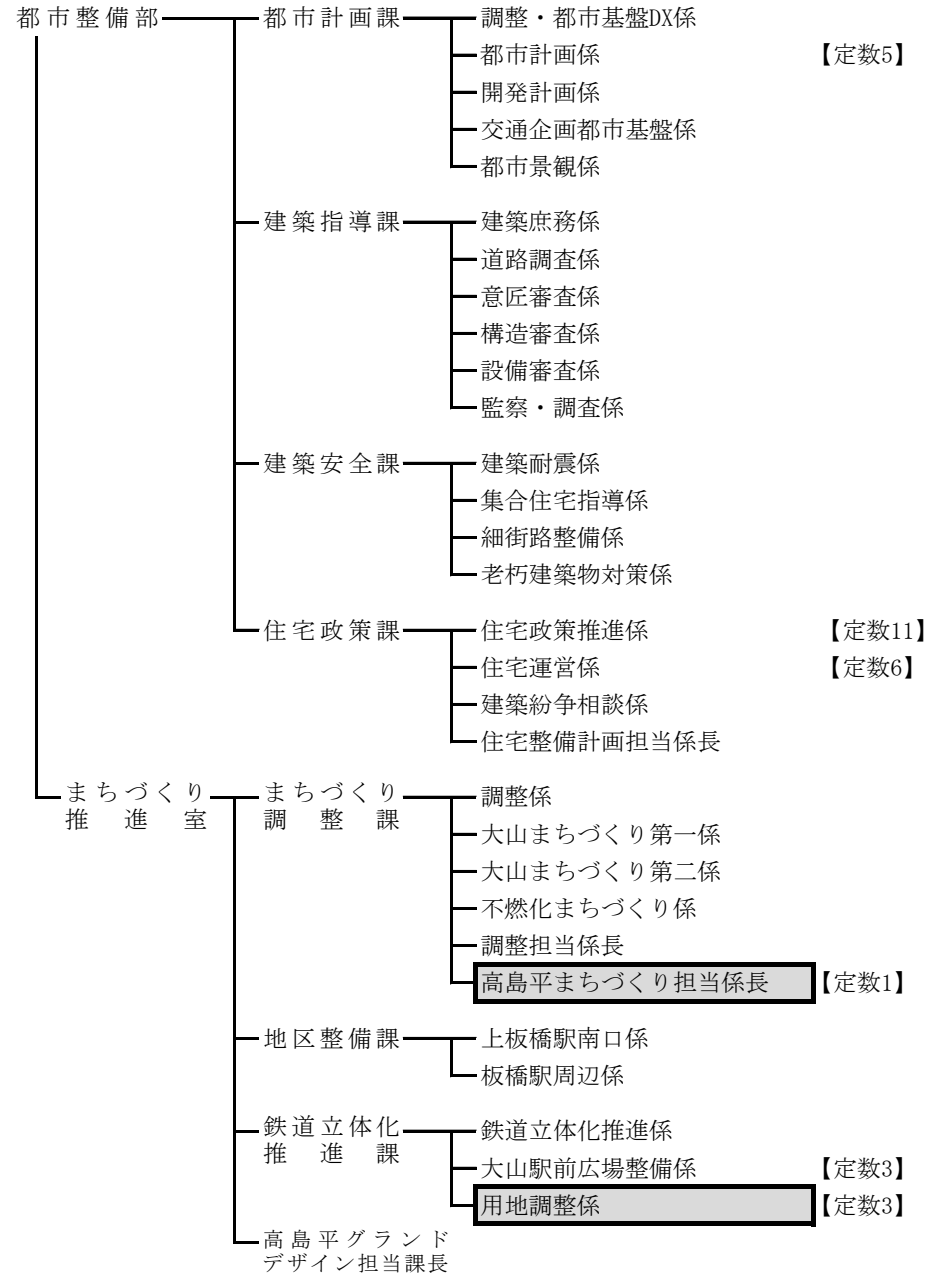 都市整備部 都市計画課 調整・都市基盤DX係
都市計画係 【定数5】
開発計画係
交通企画都市基盤係
都市景観係
建築指導課 建築庶務係
道路調査係
意匠審査係
構造審査係
設備審査係
監察・調査係
建築安全課 建築耐震係
集合住宅指導係
細街路整備係
老朽建築物対策係
住宅政策課 住宅政策推進係 【定数11】
住宅運営係 【定数6】
建築紛争相談係
住宅整備計画担当係長
まちづくり推進室 まちづくり調整課 調整係
大山まちづくり第一係
大山まちづくり第二係
不燃化まちづくり係
調整担当係長
高島平まちづくり担当係長 【定数1】
地区整備課 上板橋駅南口係
板橋駅周辺係
鉄道立体化推進課 鉄道立体化推進係
大山駅前広場整備係 【定数3】
用地調整係 【定数3】
高島平グランド
デザイン担当課長